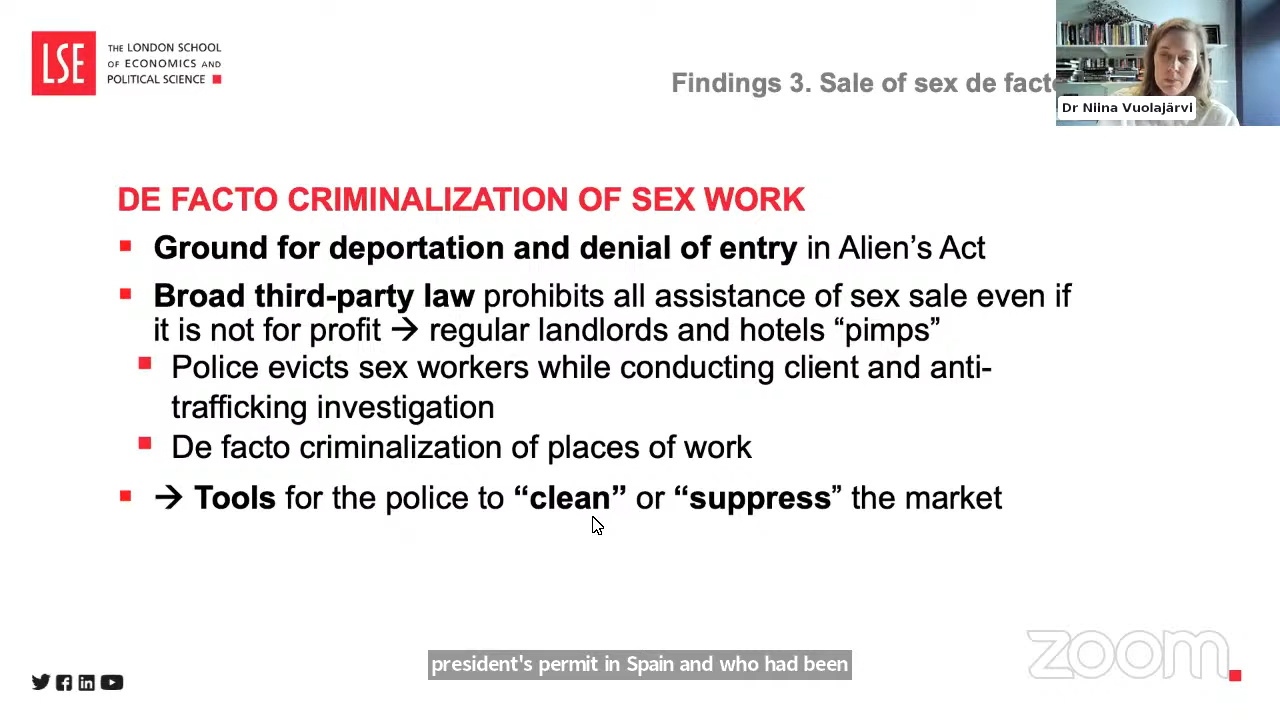 LSE
THE LONDON SCHOOL
OF ECONOMICS AND
POLITICAL SCIENCE
Findings 3. Sale of sex de facto
Dr Niina Vuolajärvi
DE FACTO CRIMINALIZATION OF SEX WORK
Ground for deportation and denial of entry in Alien’s Act
Broad third-party law prohibits all assistance of sex sale even if
it is not for profit → regular landlords and hotels “pimps”
Police evicts sex workers while conducting client and anti-
trafficking investigation
De facto criminalization of places of work
→ Tools for the police to “clean” or “suppress” the market
president's permit in Spain and who had been
zoom